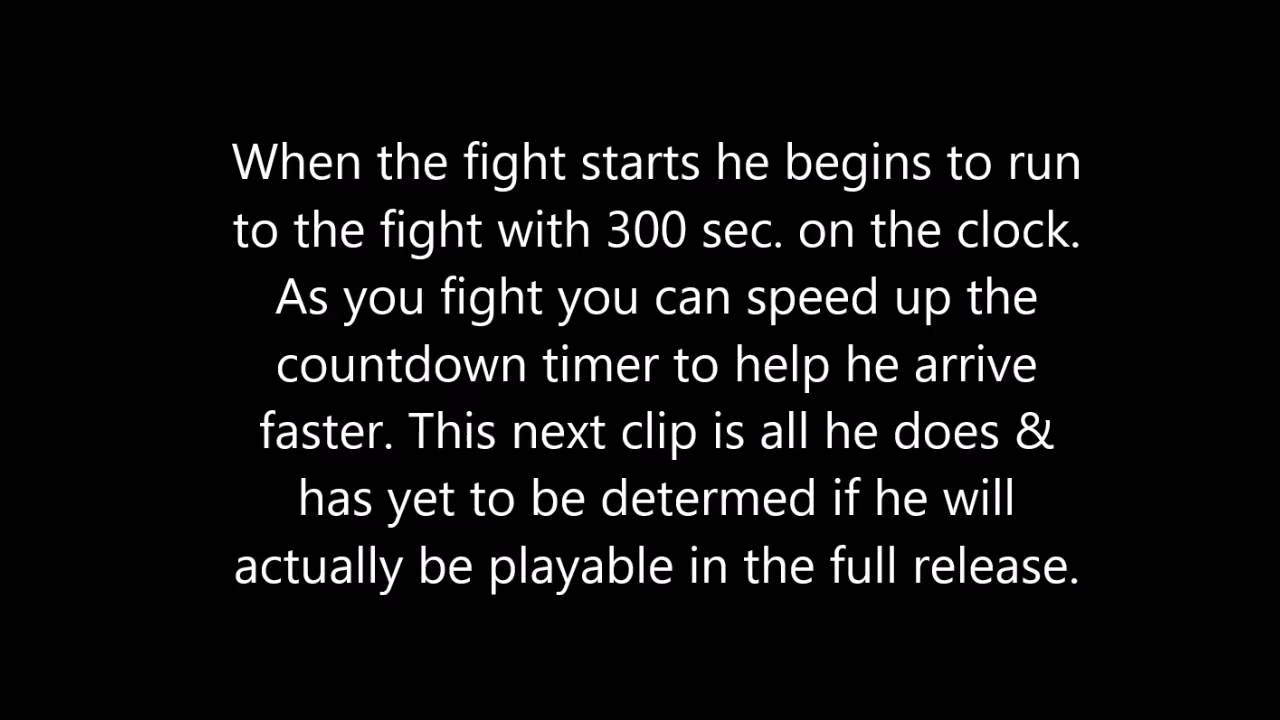 When the fight starts he begins to run
to the fight with 300 sec. on the clock.
As you fight you can speed up the
countdown timer to help he arrive
faster. This next clip is all he does &
has yet to be determed if he will
actually be playable in the full release.